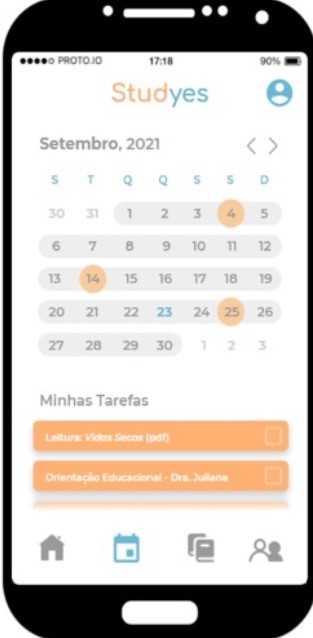 PROTO.IO 17:18 90%
Studyes
Setembro, 2021
S T Q Q S S D
30 31 1 2 3 4 5
6 7 8 9 10 11 12
13 14 15 16 17 18 19
20 21 22 23 24 25 26
27 28 29 30 1 2 3
Minhas Tarefas
Leitura: Vidas Secas (pdf)
Orientação Educacional - Dra. Juliana